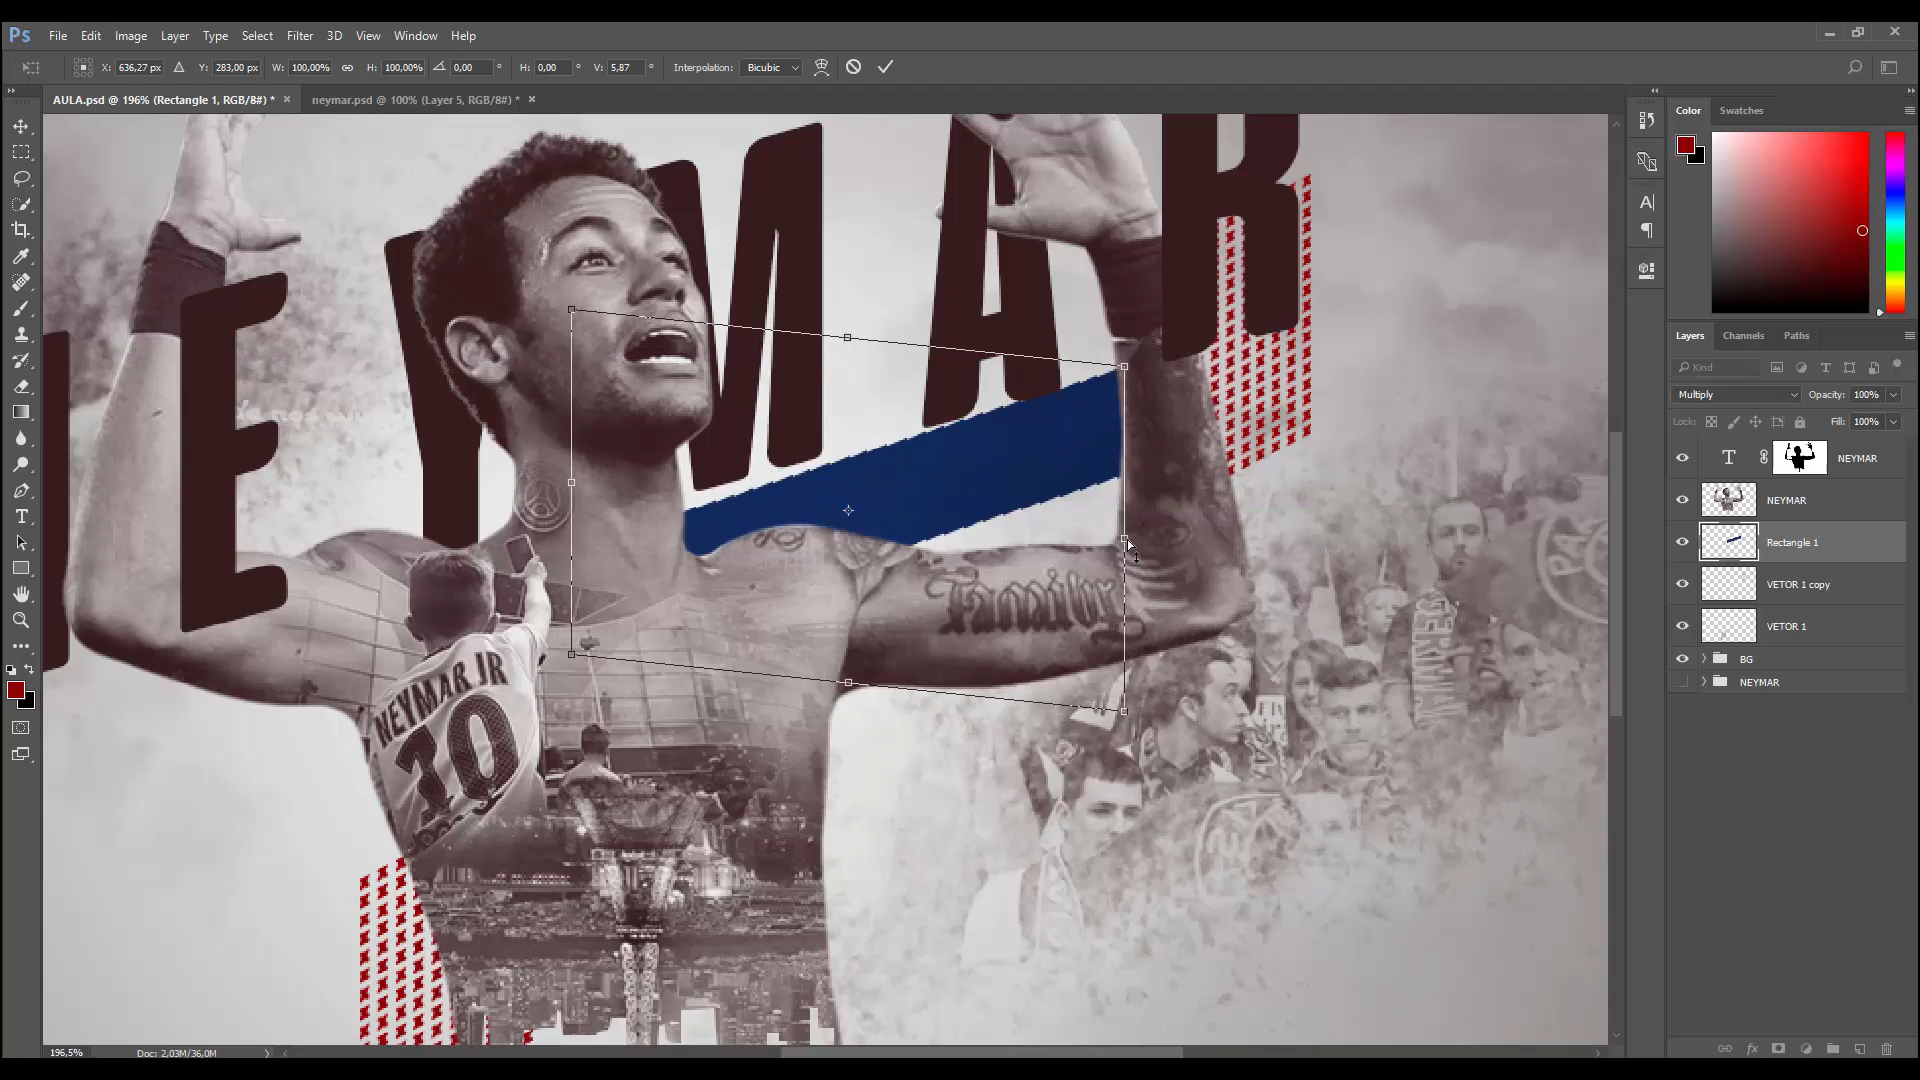 Ps File Edit Image Layer Type Select Filter 3D View Window Help
X: 636,27 px Y: 283,00 px W: 100,00% H: 100,00% 0,00 ° H: 0,00 ° V: 5,87 ° Interpolation: Bicubic
AULA.psd @ 196% (Rectangle 1, RGB/8#) * × neymar.psd @ 100% (Layer 5, RGB/8#) * ×
Color Swatches
EYMAR
Layers Channels Paths
Kind
Multiply Opacity: 100%
Lock: Fill: 100%
T NEYMAR
NEYMAR
Rectangle 1
VETOR 1 copy
VETOR 1
BG
NEYMAR
Family
NEYMAR JR
10
196,5% Doc: 2,03M/36,0M